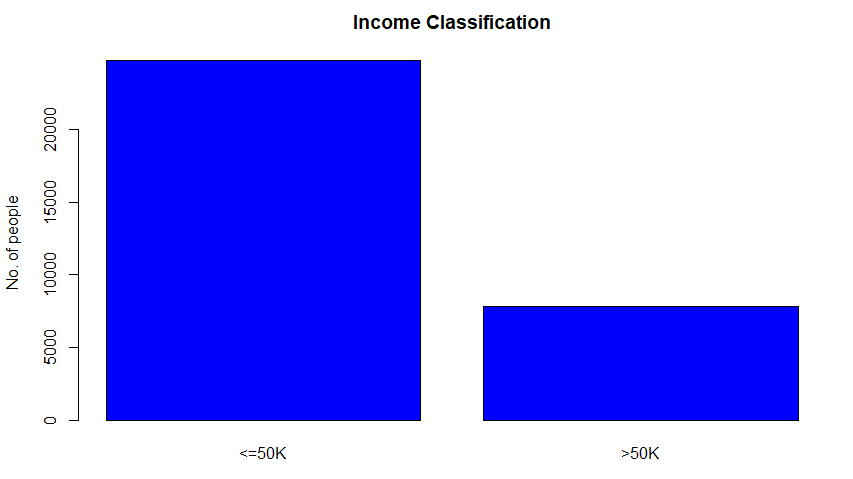 Income Classification
No. of people
20000
15000
10000
5000
0
<=50K
>50K